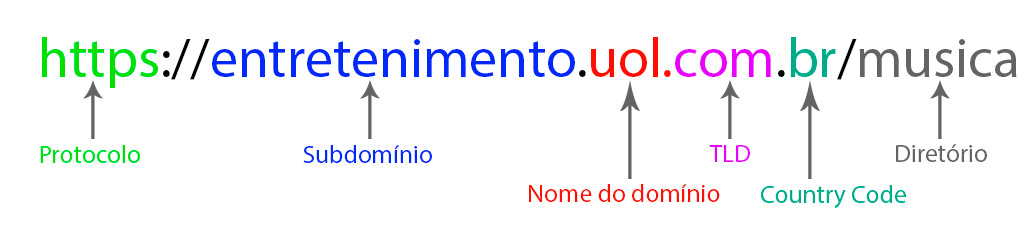 https://entretenimento.uol.com.br/musica
Protocolo
Subdomínio
TLD
Diretório
Nome do domínio
Country Code